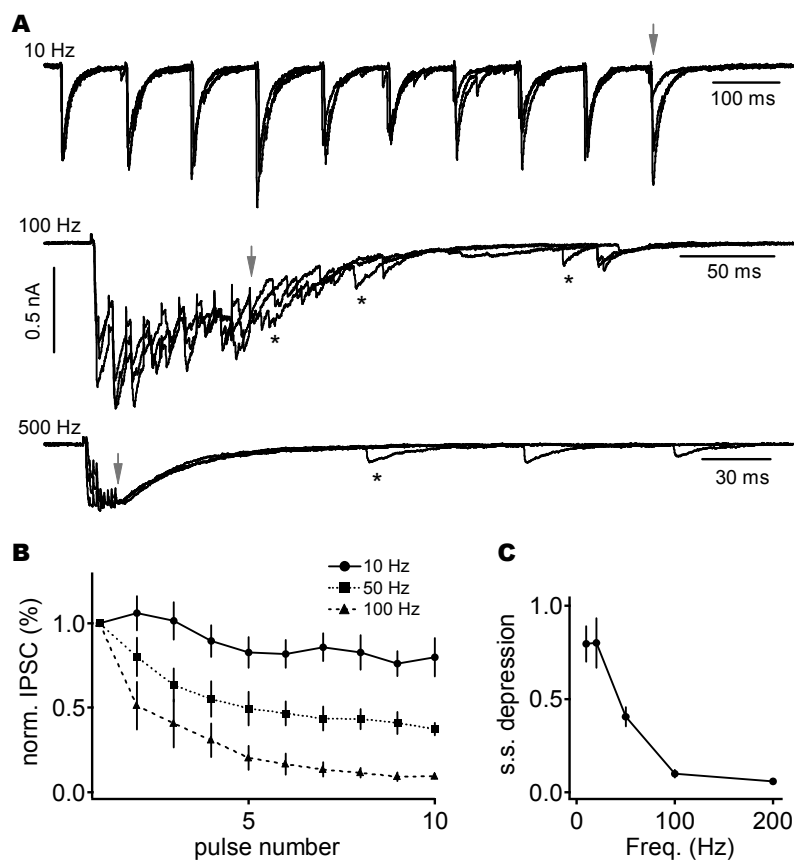 A
10 Hz
100 ms
100 Hz
50 ms
0.5 nA
*
*
*
500 Hz
30 ms
*
B
10 Hz
50 Hz
100 Hz
norm. IPSC (%)
1.0
0.5
0.0
5
10
pulse number
C
s.s. depression
1.0
0.5
0.0
0
100
200
Freq. (Hz)